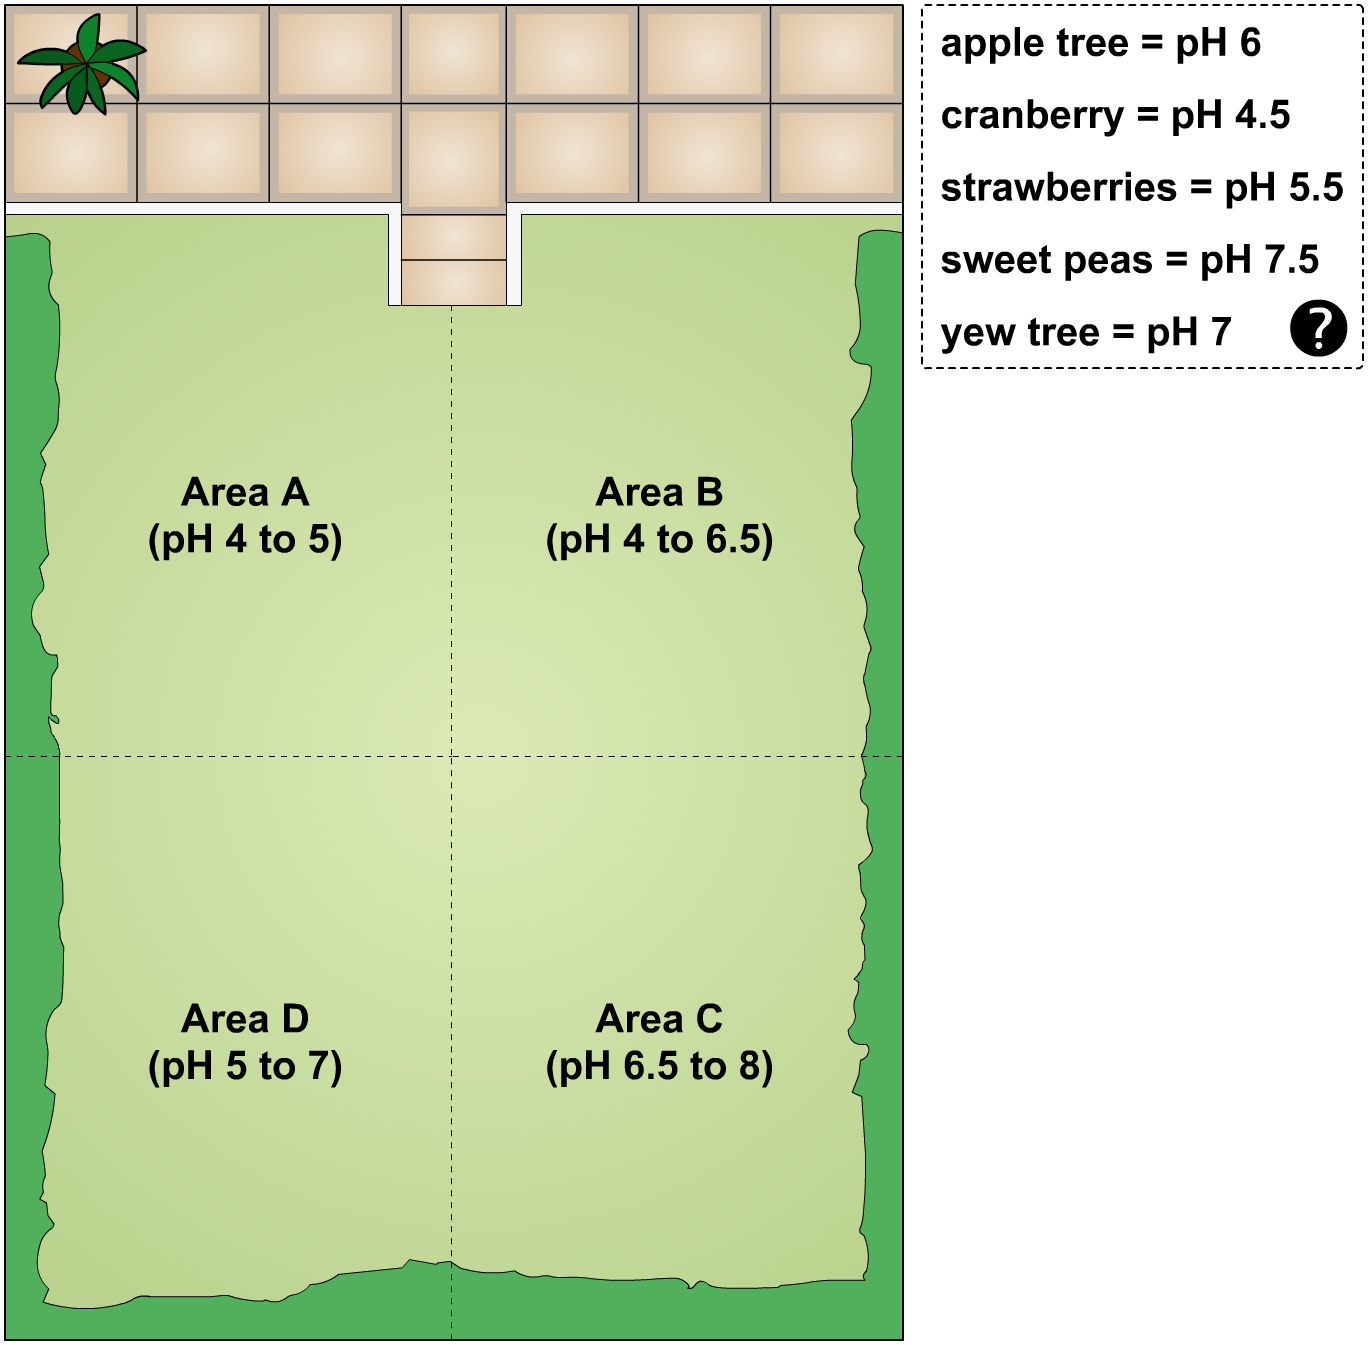 apple tree = pH 6
cranberry = pH 4.5
strawberries = pH 5.5
sweet peas = pH 7.5
yew tree = pH 7
?
Area A
(pH 4 to 5)
Area B
(pH 4 to 6.5)
Area D
(pH 5 to 7)
Area C
(pH 6.5 to 8)